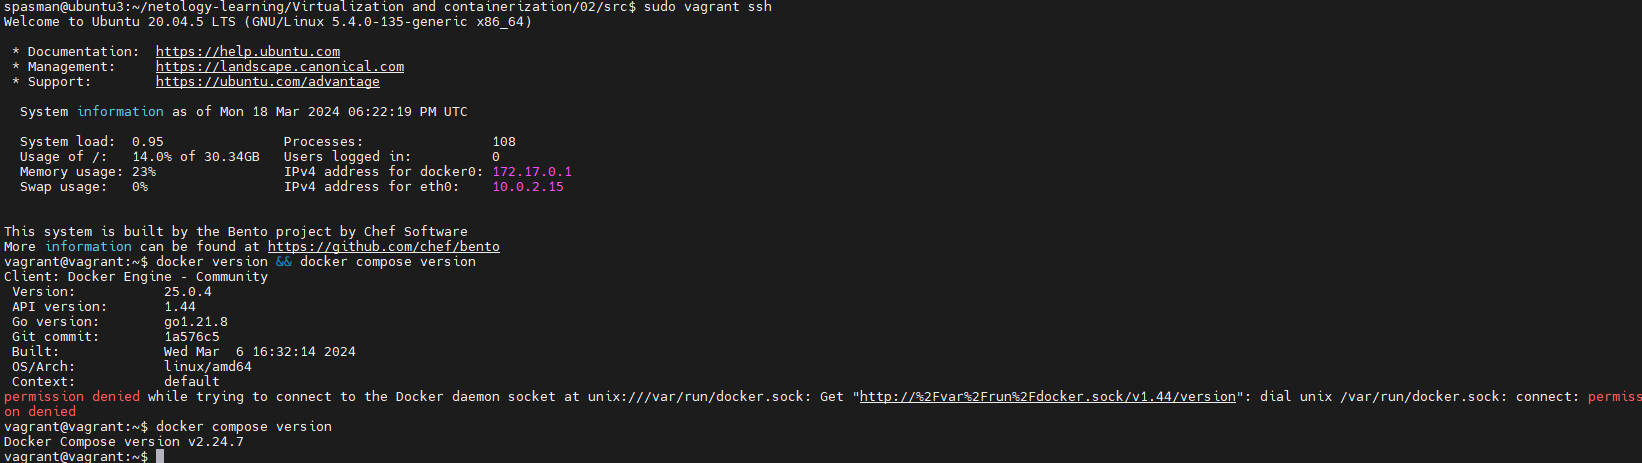 spasman@ubuntu3:~/netology-learning/Virtualization and containerization/02/src$ sudo vagrant ssh
Welcome to Ubuntu 20.04.5 LTS (GNU/Linux 5.4.0-135-generic x86_64)
* Documentation: https://help.ubuntu.com
* Management: https://landscape.canonical.com
* Support: https://ubuntu.com/advantage
System information as of Mon 18 Mar 2024 06:22:19 PM UTC
System load: 0.95 Processes: 108
Usage of /: 14.0% of 30.34GB Users logged in: 0
Memory usage: 23% IPv4 address for docker0: 172.17.0.1
Swap usage: 0% IPv4 address for eth0: 10.0.2.15
This system is built by the Bento project by Chef Software
More information can be found at https://github.com/chef/bento
vagrant@vagrant:~$ docker version && docker compose version
Client: Docker Engine - Community
Version: 25.0.4
API version: 1.44
Go version: go1.21.8
Git commit: 1a576c5
Built: Wed Mar 6 16:32:14 2024
OS/Arch: linux/amd64
Context: default
permission denied while trying to connect to the Docker daemon socket at unix:///var/run/docker.sock: Get "http://%2Fvar%2Frun%2Fdocker.sock/v1.44/version": dial unix /var/run/docker.sock: connect: permiss
on denied
vagrant@vagrant:~$ docker compose version
Docker Compose version v2.24.7
vagrant@vagrant:~$